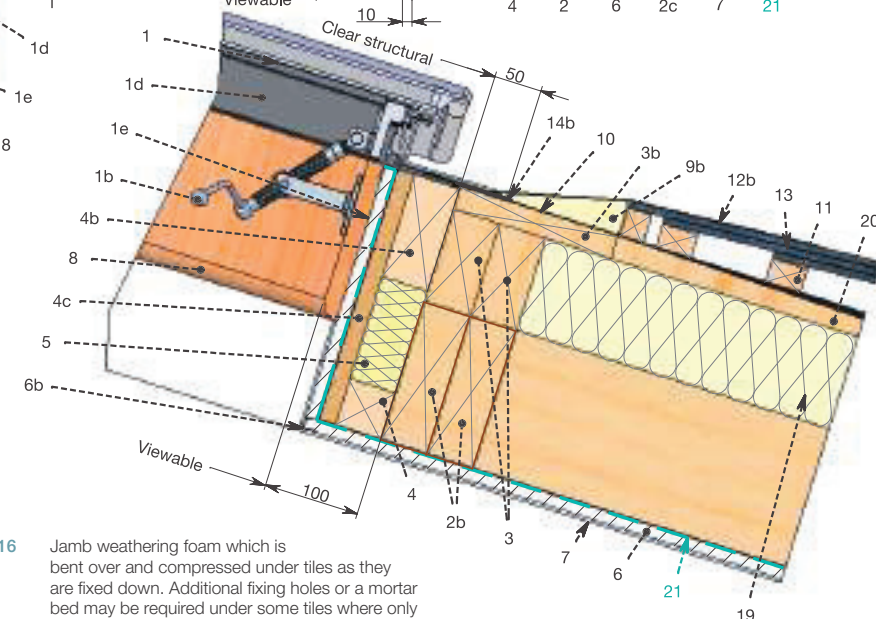 Viewable
10
4 2 6 2c 7 21
Clear structural
50
1
1d
1d
1e
8
1e
1b
4b
8
4c
5
6b
14b
10
3b
9b
12b
13
11
20
Viewable
100
4
2b
3
7
6
21
19
16 Jamb weathering foam which is
bent over and compressed under tiles as they
are fixed down. Additional fixing holes or a mortar
bed may be required under some tiles where only